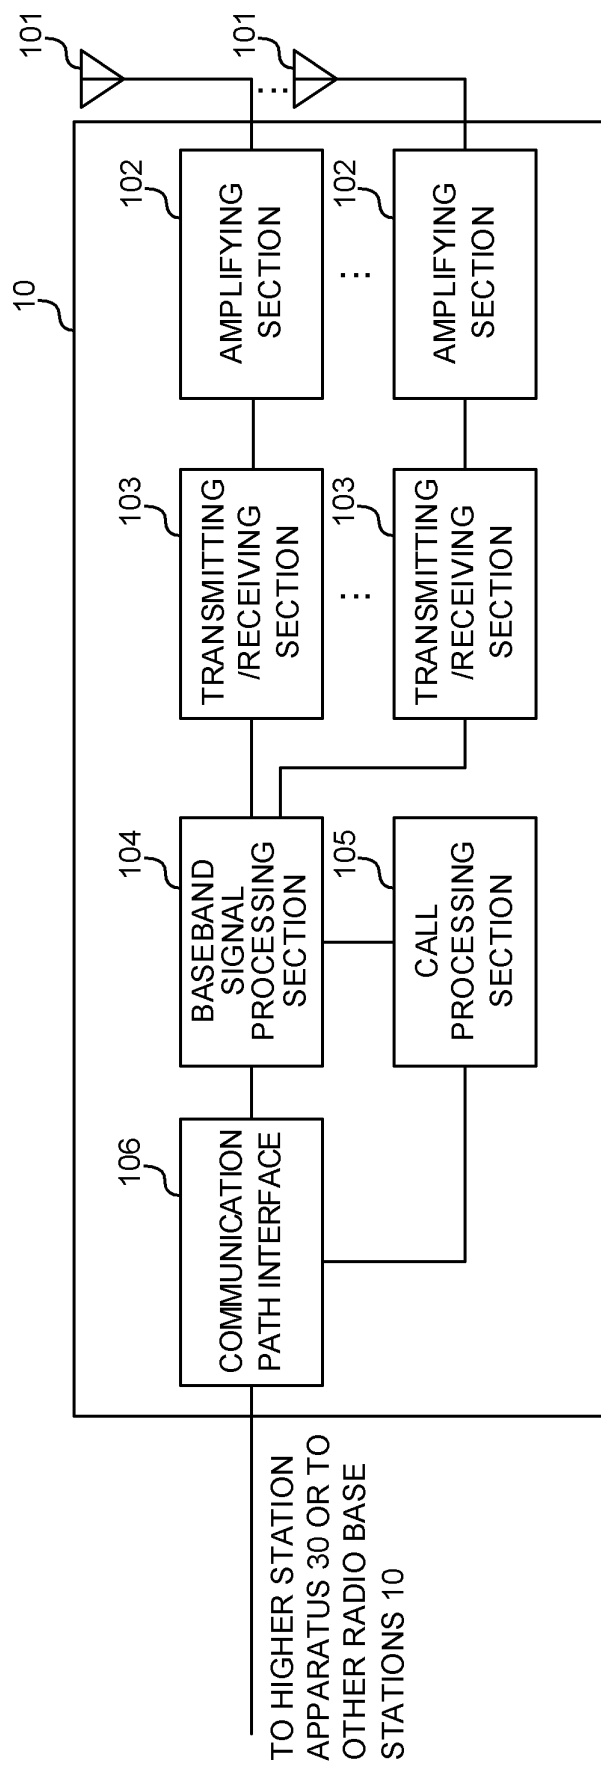 10
101
101
102
AMPLIFYING
SECTION
102
AMPLIFYING
SECTION
...
...
103
TRANSMITTING
/RECEIVING
SECTION
103
TRANSMITTING
/RECEIVING
SECTION
...
104
BASEBAND
SIGNAL
PROCESSING
SECTION
105
CALL
PROCESSING
SECTION
106
COMMUNICATION
PATH INTERFACE
TO HIGHER STATION
APPARATUS 30 OR TO
OTHER RADIO BASE
STATIONS 10